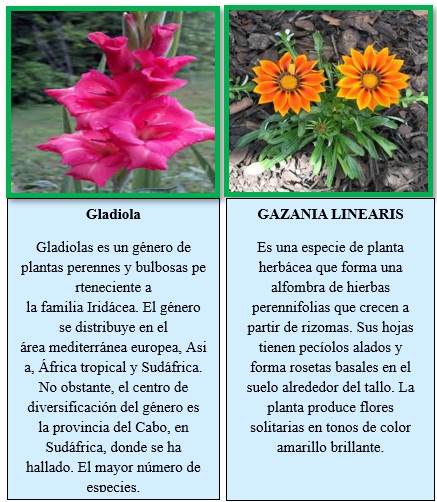 Gladiola
Gladiolas es un género de
plantas perennes y bulbosas pe
rteneciente a
la familia Iridácea. El género
se distribuye en el
área mediterránea europea, Asi
a, África tropical y Sudáfrica.
No obstante, el centro de
diversificación del género es
la provincia del Cabo, en
Sudáfrica, donde se ha
hallado. El mayor número de
especies.
GAZANIA LINEARIS
Es una especie de planta
herbácea que forma una
alfombra de hierbas
perennifolias que crecen a
partir de rizomas. Sus hojas
tienen pecíolos alados y
forma rosetas basales en el
suelo alrededor del tallo. La
planta produce flores
solitarias en tonos de color
amarillo brillante.